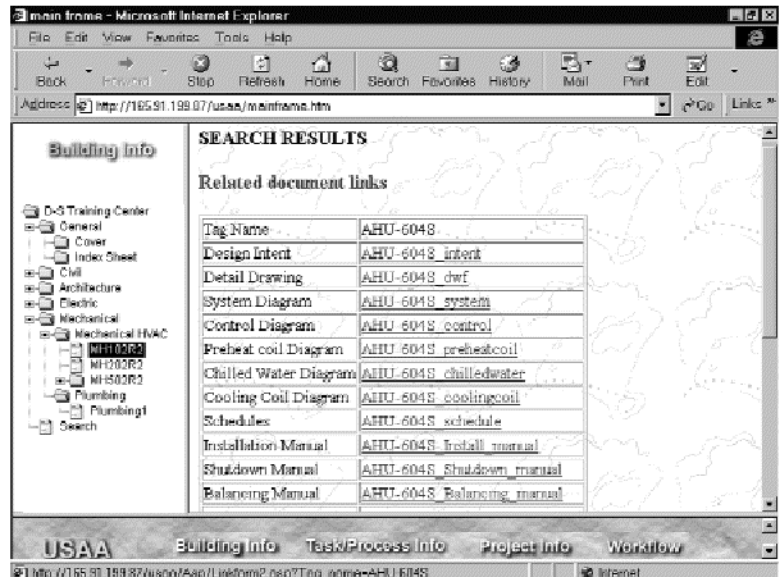 main frame - Microsoft Internet Explorer
File Edit View Favorites Tools Help
Back Forward Stop Refresh Home Search Favorites History Mail Print Edit
Address http://165.91.199.87/usaa/mainframe.htm Go Links »
Building Info
D-S Training Center
General
Cover
Index Sheet
Civil
Architecture
Electric
Mechanical
Mechanical HVAC
MH102R2
MH202R2
MH502R2
Plumbing
Plumbing1
Search
SEARCH RESULTS
Related document links
Tag Name AHU-604S
Design Intent AHU-604S_intent
Detail Drawing AHU-604S_dwf
System Diagram AHU-604S_system
Control Diagram AHU-604S_control
Preheat coil Diagram AHU-604S_preheatcoil
Chilled Water Diagram AHU-604S_chilledwater
Cooling Coil Diagram AHU-604S_coolingcoil
Schedules AHU-604S_schedule
Installation Manual AHU-604S_Install_manual
Shutdown Manual AHU-604S_Shutdown_manual
Balancing Manual AHU-604S_Balancing_manual
USAA Building Info Task/Process Info Project Info Workflow
Internet